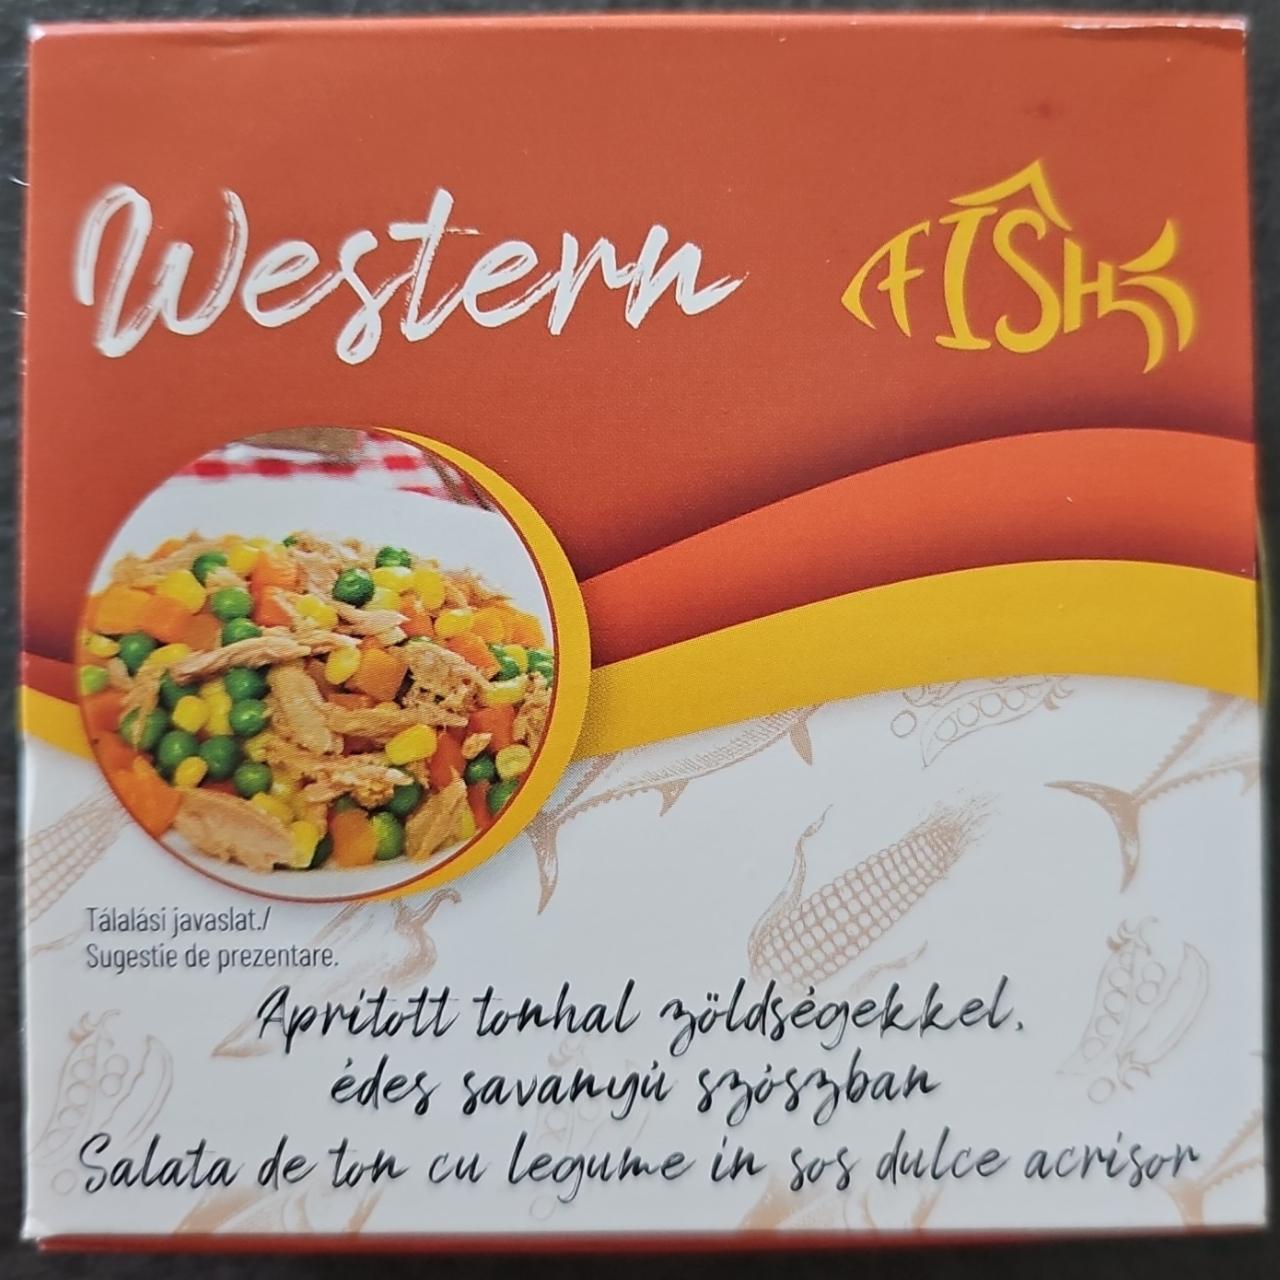 Western
FISH
Tálalási javaslat./
Sugestie de prezentare.
Aprított tonhal zöldségekkel,
édes savanyú szószban
Salata de ton cu legume in sos dulce acrisor